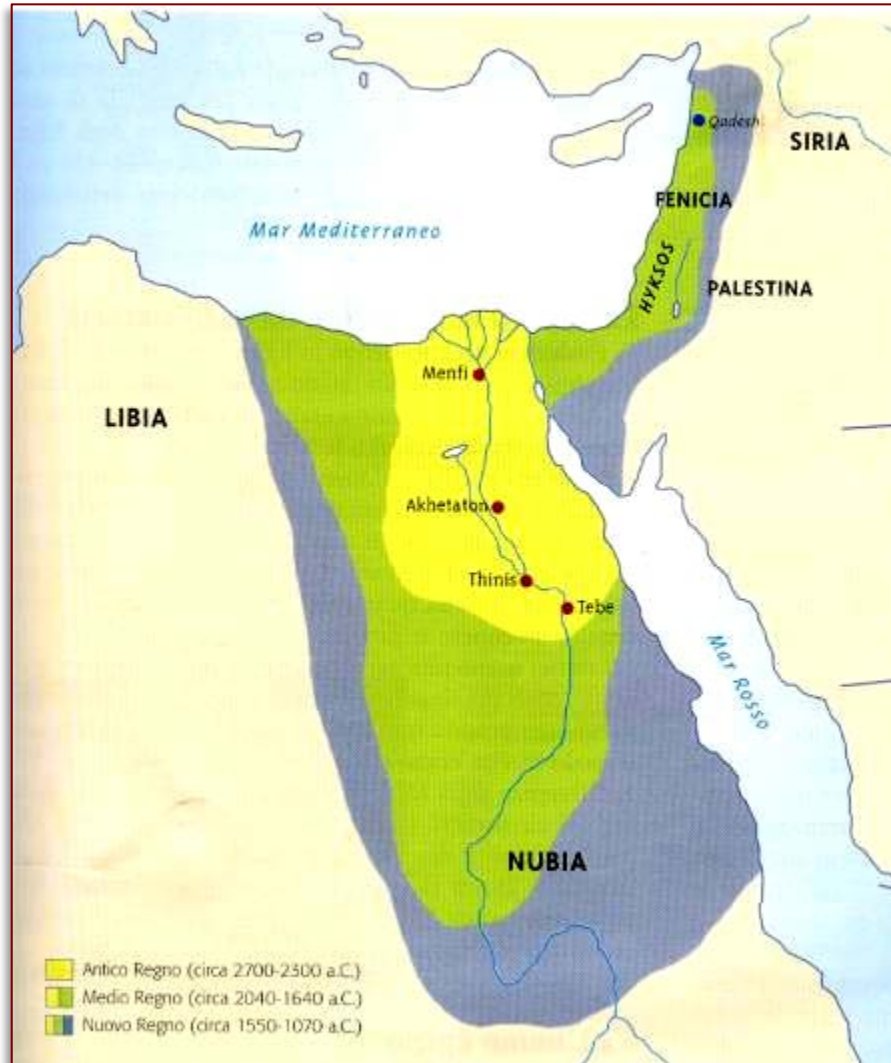 Qadesh
SIRIA
FENICIA
Mar Mediterraneo
HYKSOS
PALESTINA
Menfi
LIBIA
Akhetaton
Thinis
Tebe
Mar Rosso
NUBIA
Antico Regno (circa 2700-2300 a.C.)
Medio Regno (circa 2040-1640 a.C.)
Nuovo Regno (circa 1550-1070 a.C.)